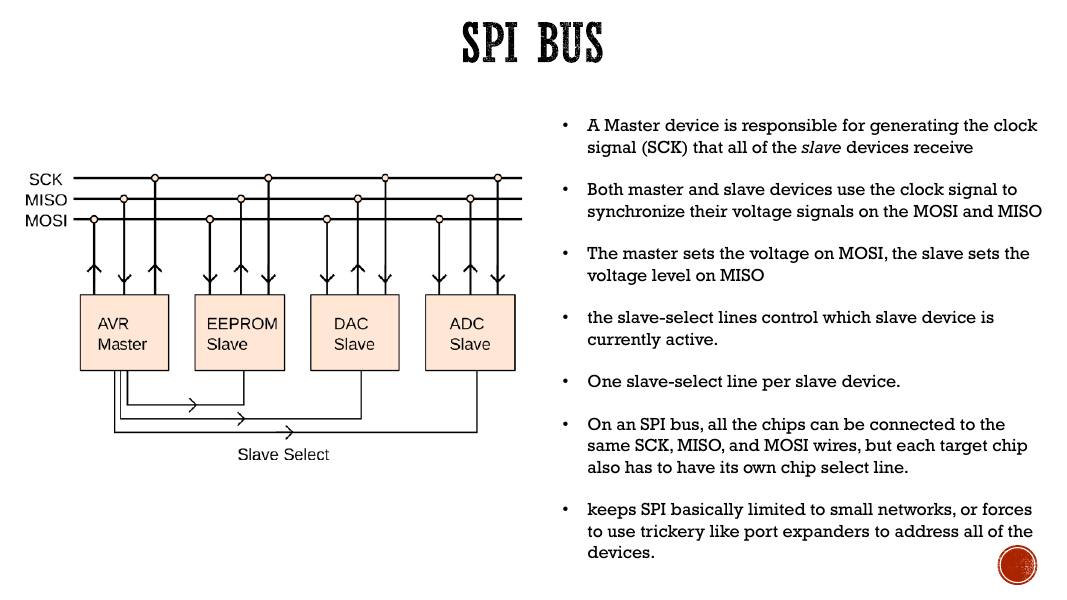 SPI BUS
SCK
MISO
MOSI
AVR
Master
EEPROM
Slave
DAC
Slave
ADC
Slave
Slave Select
• A Master device is responsible for generating the clock
signal (SCK) that all of the slave devices receive
• Both master and slave devices use the clock signal to
synchronize their voltage signals on the MOSI and MISO
• The master sets the voltage on MOSI, the slave sets the
voltage level on MISO
• the slave-select lines control which slave device is
currently active.
• One slave-select line per slave device.
• On an SPI bus, all the chips can be connected to the
same SCK, MISO, and MOSI wires, but each target chip
also has to have its own chip select line.
• keeps SPI basically limited to small networks, or forces
to use trickery like port expanders to address all of the
devices.